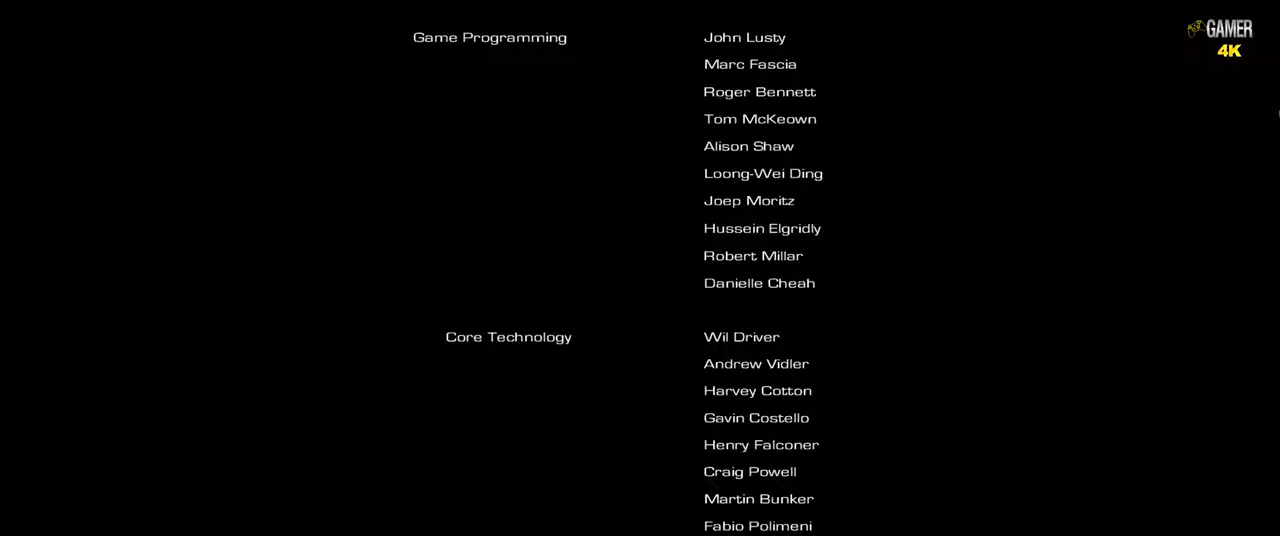 Game Programming John Lusty
Marc Fascia
Roger Bennett
Tom McKeown
Alison Shaw
Loong-Wei Ding
Joep Moritz
Hussein Elgridly
Robert Millar
Danielle Cheah
Core Technology Wil Driver
Andrew Vidler
Harvey Cotton
Gavin Costello
Henry Falconer
Craig Powell
Martin Bunker
Fabio Polimeni
GAMER
4K